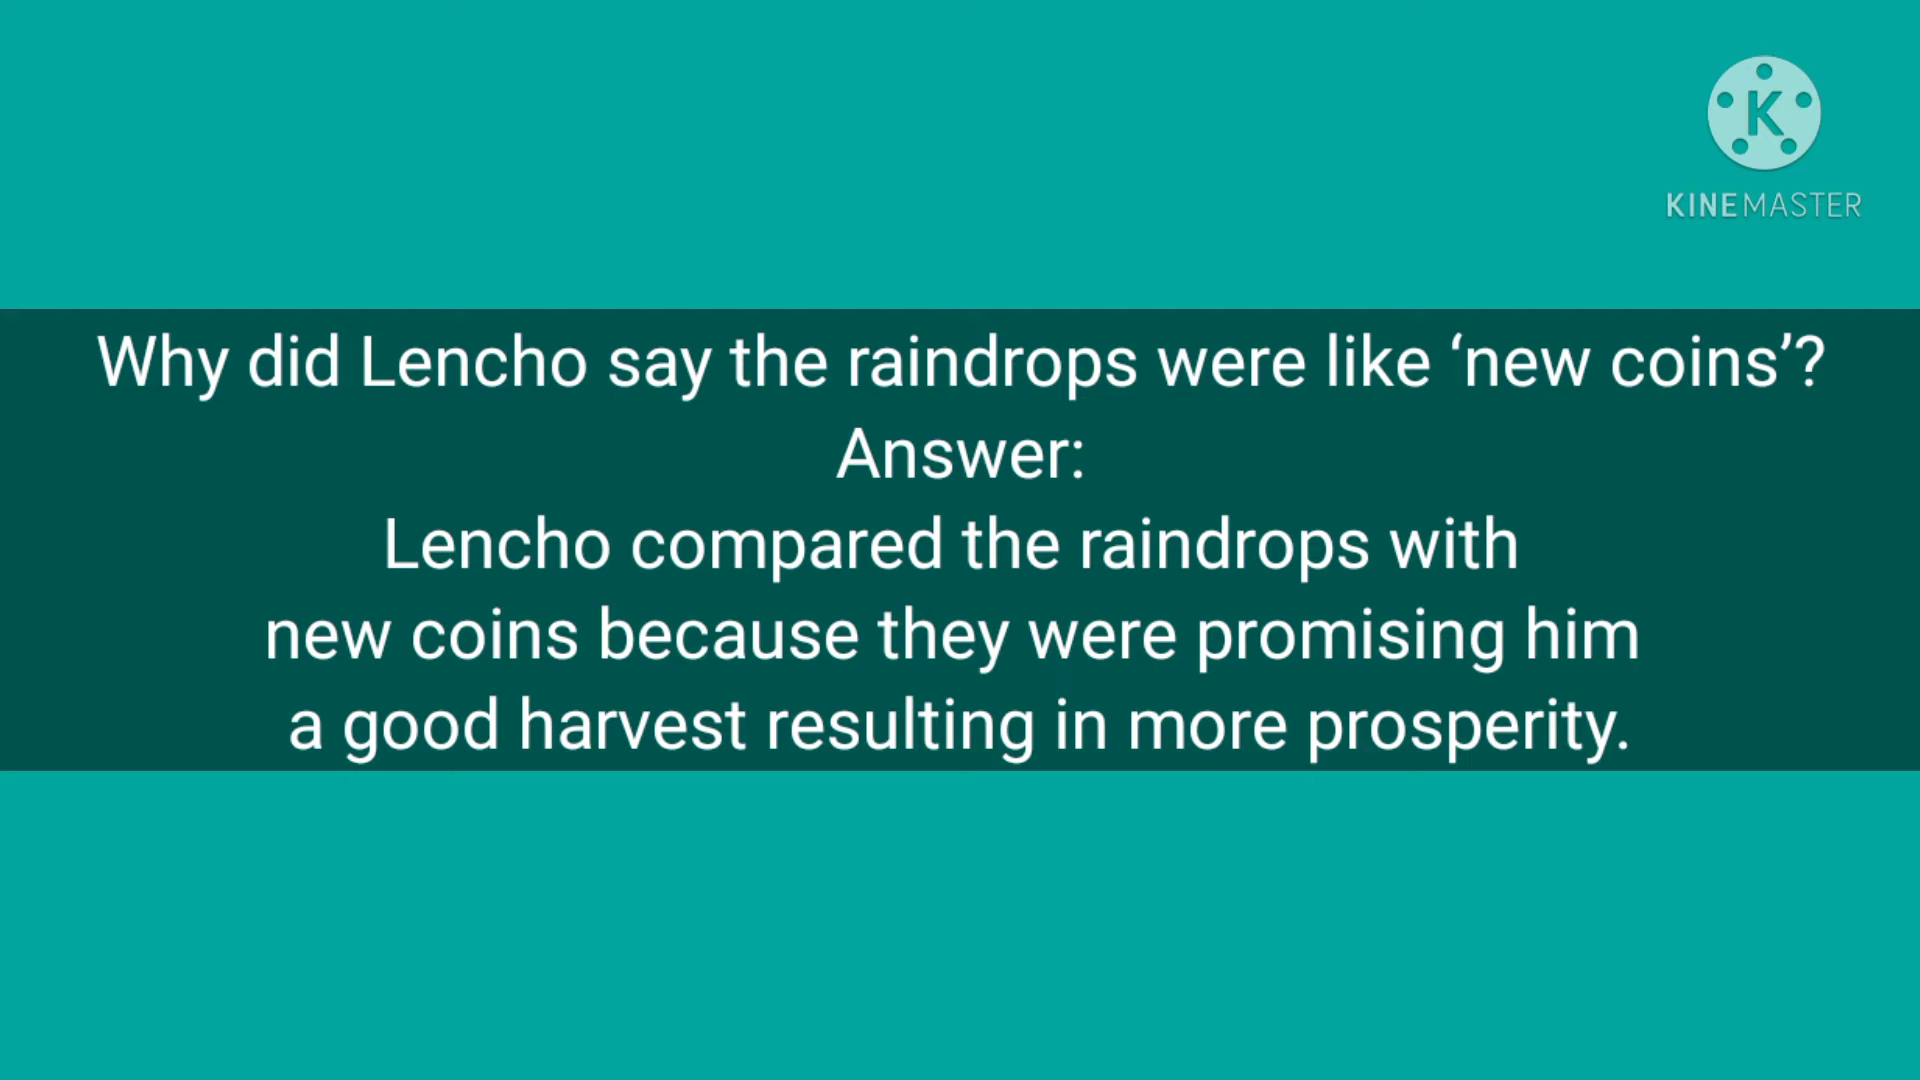 K
KINEMASTER
Why did Lencho say the raindrops were like ‘new coins’?
Answer:
Lencho compared the raindrops with
new coins because they were promising him
a good harvest resulting in more prosperity.